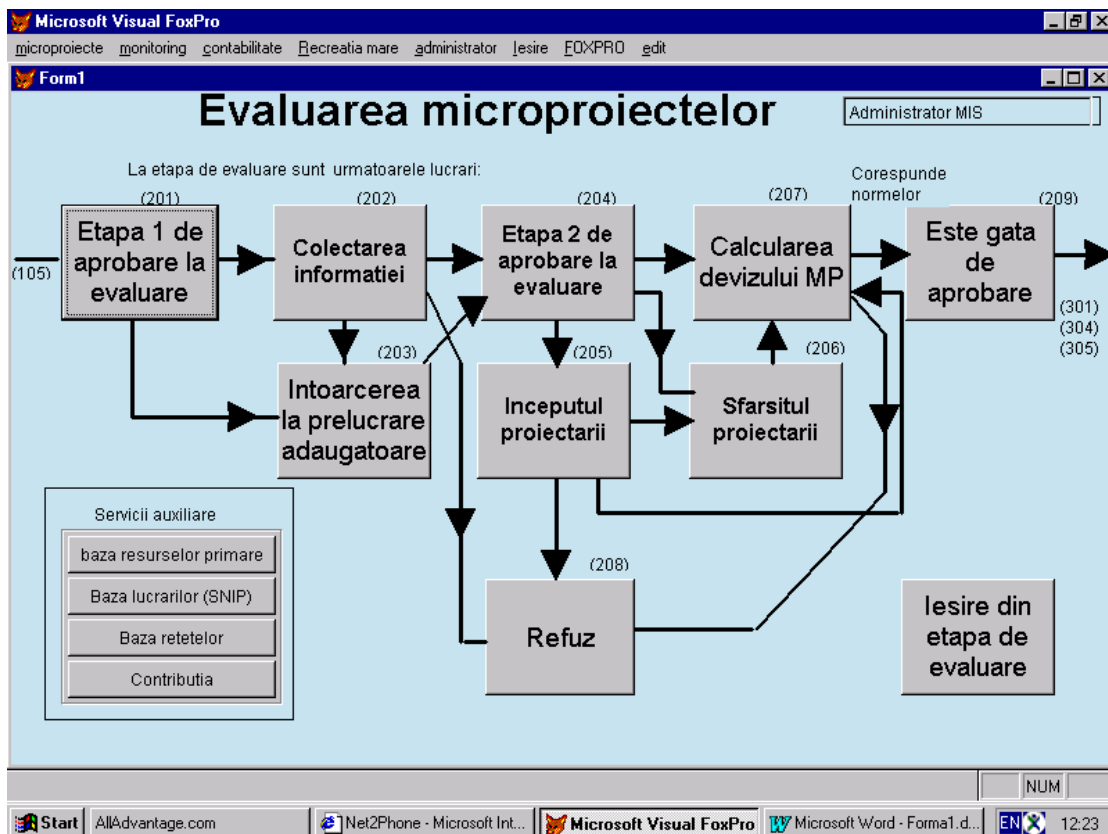 Microsoft Visual FoxPro
microproiecte monitoring contabilitate Recreatia mare administrator Iesire FOXPRO edit
Form1
Evaluarea microproiectelor
Administrator MIS
La etapa de evaluare sunt urmatoarele lucrari:
Corespunde
normelor
(201)
(202)
(204)
(207)
(209)
(105)
Etapa 1 de
aprobare la
evaluare
Colectarea
informatiei
Etapa 2 de
aprobare la
evaluare
Calcularea
devizului MP
Este gata
de
aprobare
(301)
(304)
(305)
(203)
(205)
(206)
Intoarcerea
la prelucrare
adaugatoare
Inceputul
proiectarii
Sfarsitul
proiectarii
Servicii auxiliare
baza resurselor primare
Baza lucrarilor (SNIP)
Baza retetelor
Contributia
(208)
Refuz
Iesire din
etapa de
evaluare
NUM
Start
AllAdvantage.com
Net2Phone - Microsoft Int...
Microsoft Visual FoxPro
Microsoft Word - Forma1.d...
EN
12:23